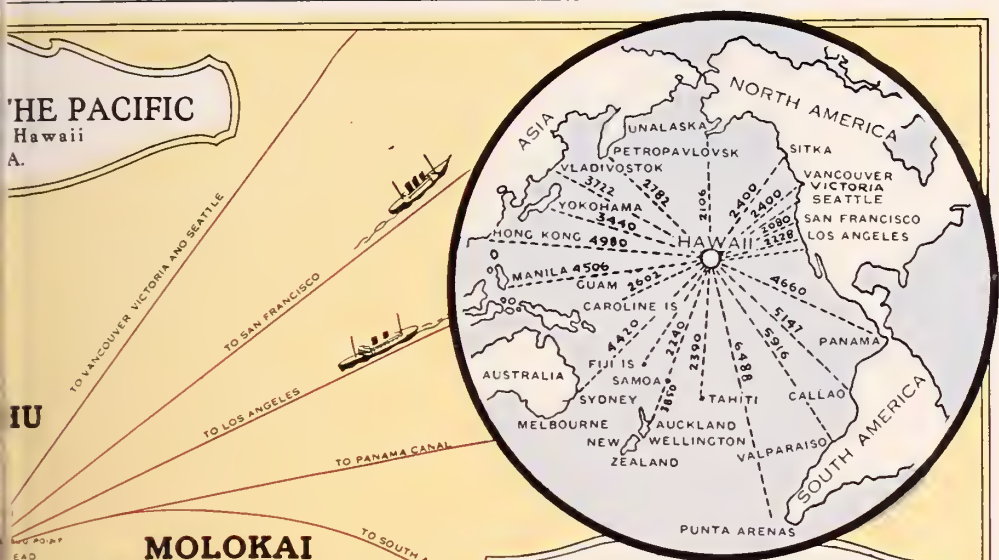 HE PACIFIC
Hawaii
A.
TO VANCOUVER VICTORIA AND SEATTLE
TO SAN FRANCISCO
TO LOS ANGELES
TO PANAMA CANAL
HU
MOLOKAI
POINT
EAD
TO SOUTH A
ASIA
NORTH AMERICA
UNALASKA
PETROPAVLOVSK
SITKA
VLADIVOSTOK
VANCOUVER
VICTORIA
SEATTLE
3722
2782
2106
2400
2400
YOKOHAMA
SAN FRANCISCO
3440
2080
HONG KONG 4980
HAWAII
2228
LOS ANGELES
MANILA 4506
GUAM
2602
4660
CAROLINE IS
4420
2240
2390
6488
5916
5147
PANAMA
FIJI IS
AUSTRALIA
SAMOA
3850
SYDNEY
TAHITI
CALLAO
MELBOURNE
AUCKLAND
NEW
WELLINGTON
ZEALAND
VALPARAISO
SOUTH AMERICA
PUNTA ARENAS